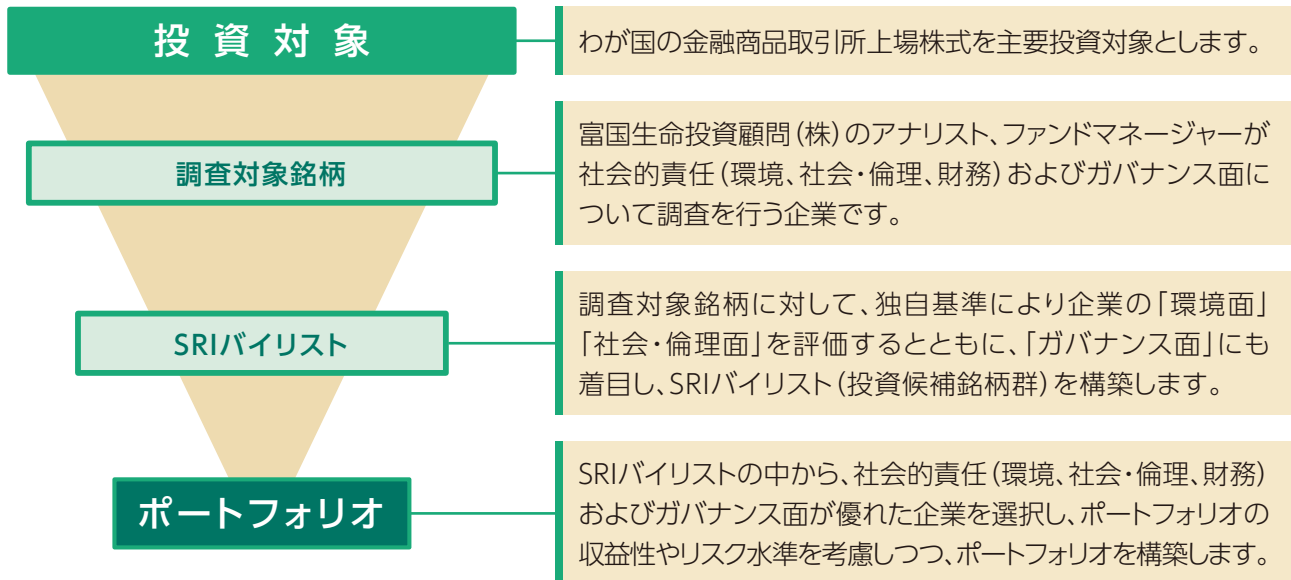 投資対象
わが国の金融商品取引所上場株式を主要投資対象とします。
調査対象銘柄
富国生命投資顧問(株)のアナリスト、ファンドマネージャーが
社会的責任(環境、社会・倫理、財務)およびガバナンス面に
ついて調査を行う企業です。
SRIバイリスト
調査対象銘柄に対して、独自基準により企業の「環境面」
「社会・倫理面」を評価するとともに、「ガバナンス面」にも
着目し、SRIバイリスト(投資候補銘柄群)を構築します。
ポートフォリオ
SRIバイリストの中から、社会的責任(環境、社会・倫理、財務)
およびガバナンス面が優れた企業を選択し、ポートフォリオの
収益性やリスク水準を考慮しつつ、ポートフォリオを構築します。